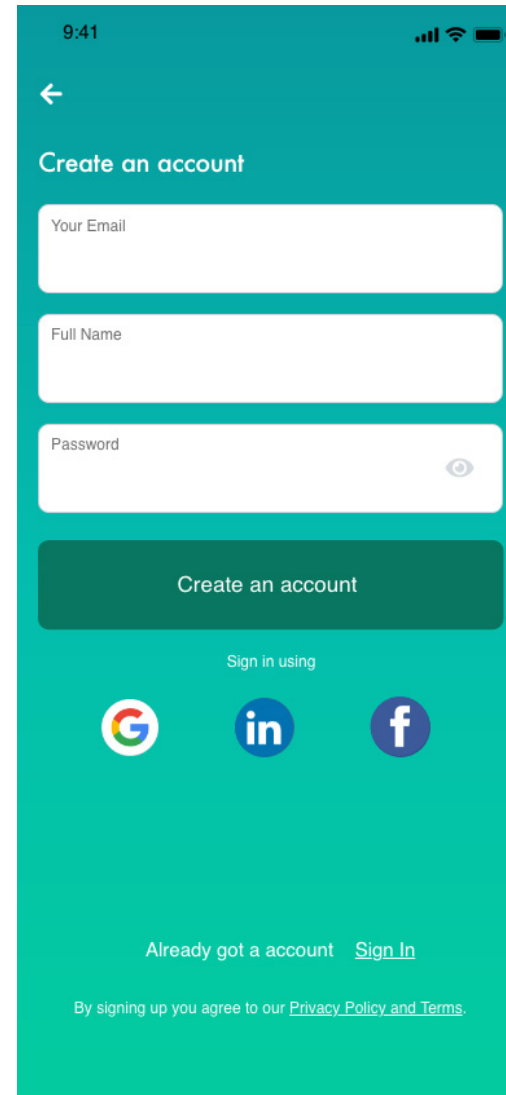 9:41
Create an account
Your Email
Full Name
Password
Create an account
Sign in using
G in f
Already got a account Sign In
By signing up you agree to our Privacy Policy and Terms.